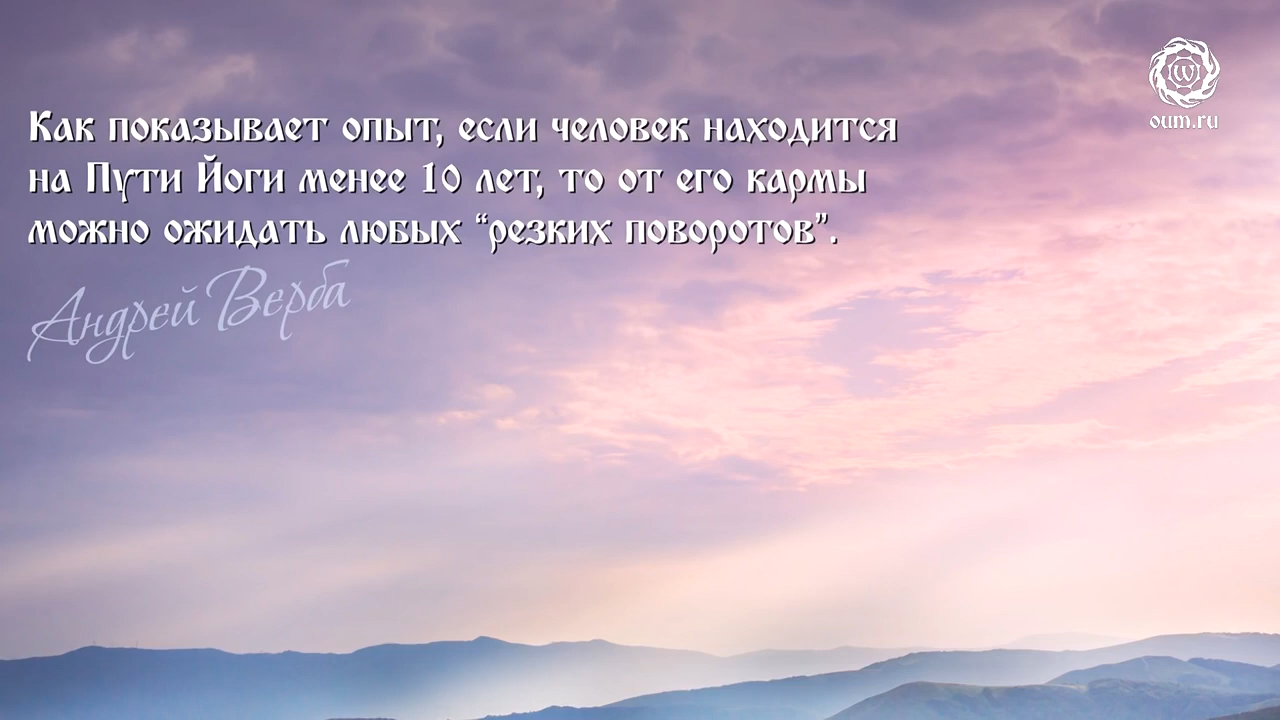 Как показывает опыт, если человек находится
на Пути Йоги менее 10 лет, то от его кармы
можно ожидать любых “резких поворотов”.
Андрей Верба
oum.ru